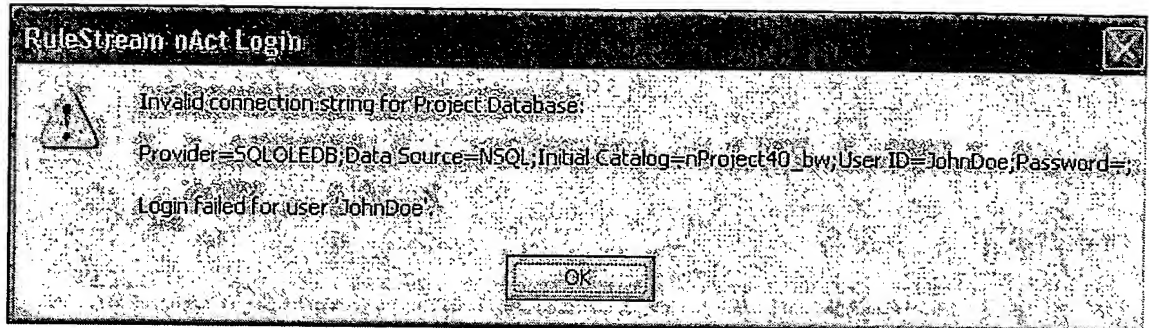 RuleStream nAct Login
Invalid connection string for Project Database:
Provider=SQLOLEDB;Data Source=NSQL;Initial Catalog=nProject40_bw;User ID=JohnDoe;Password=;
Login failed for user 'JohnDoe'.
OK